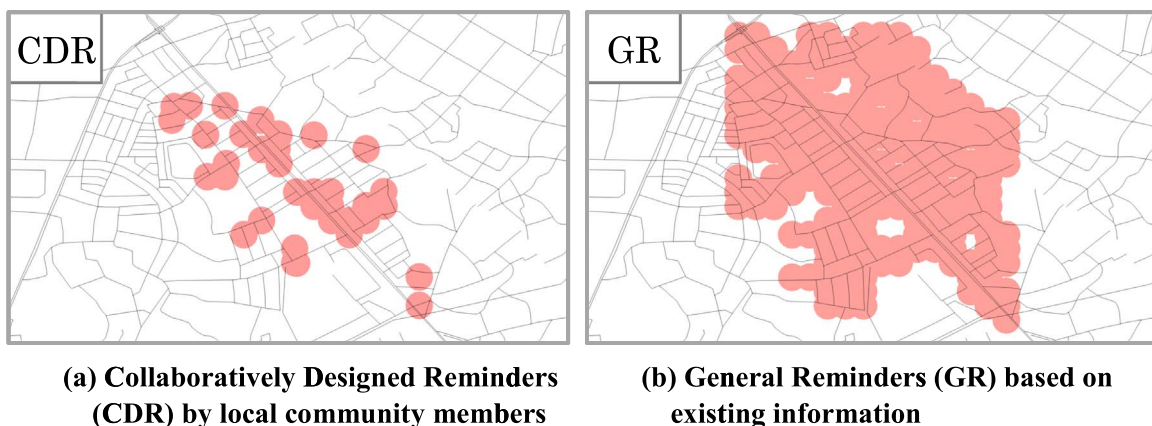 CDR
GR
(a) Collaboratively Designed Reminders
(CDR) by local community members
(b) General Reminders (GR) based on
existing information